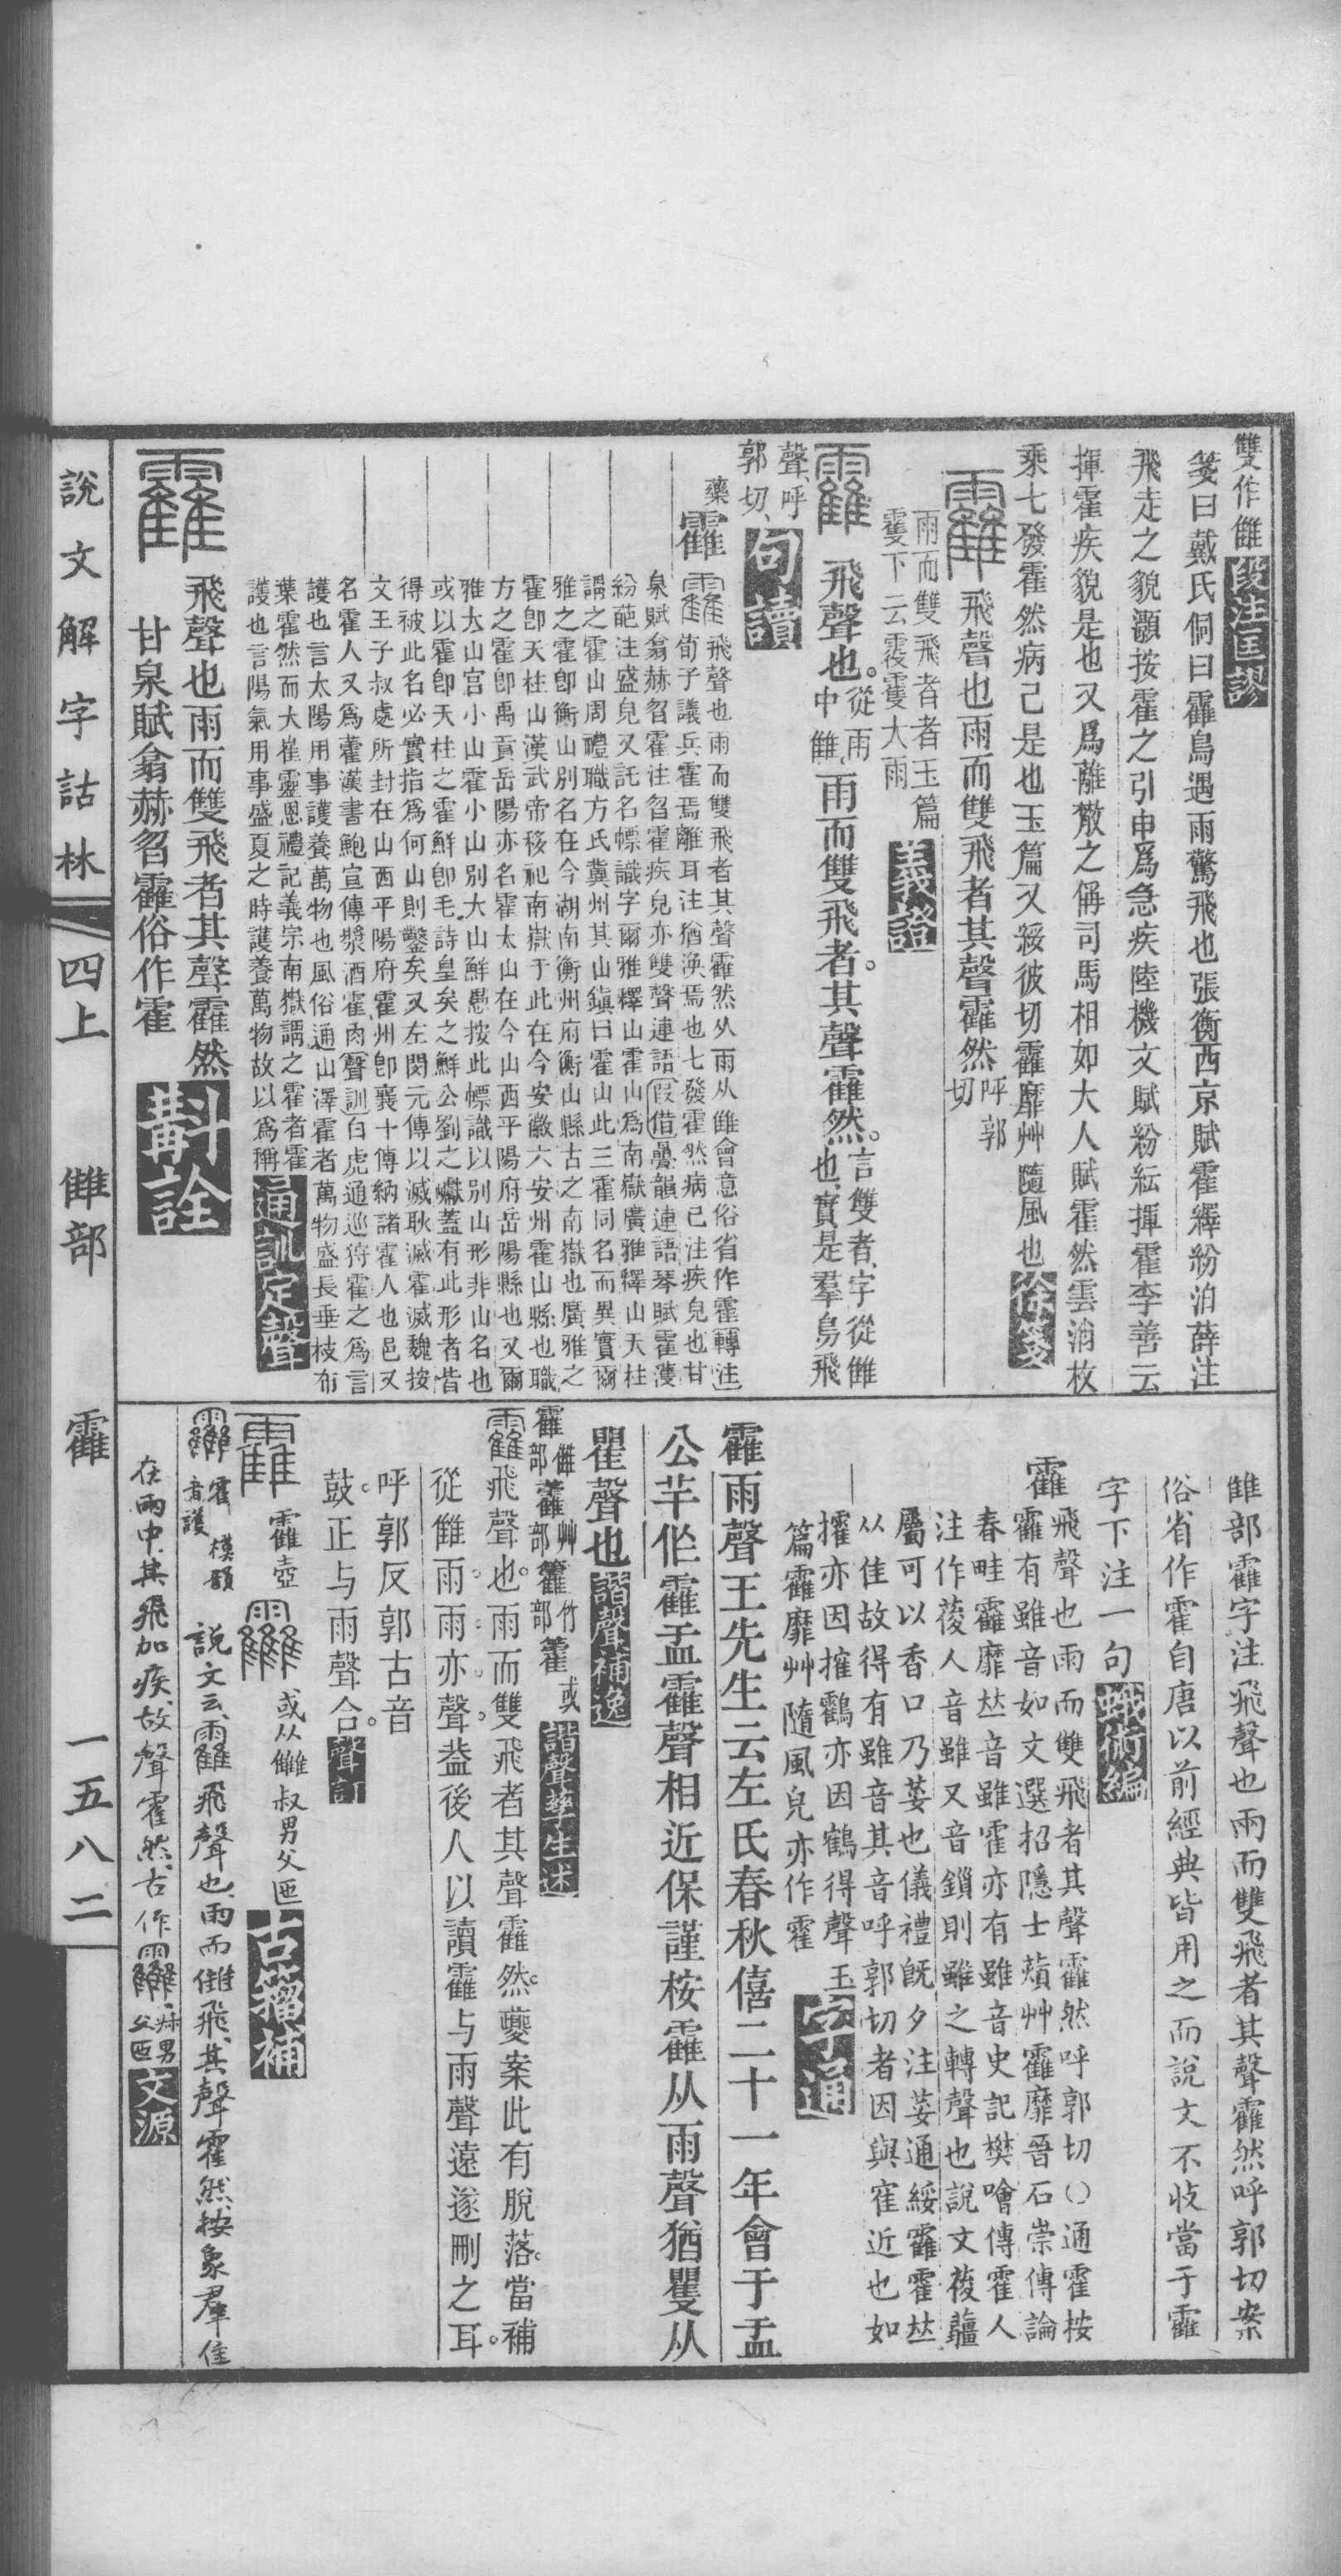 雙作雔段注匡謬
箋曰戴氏侗曰靃鳥遇雨驚飛也張衡西京賦霍繹紛泊薛注
飛走之貌灝按霍之引申爲急疾陸機文賦紛紜揮霍李善云
揮霍疾貌是也又爲離散之偁司馬相如大人賦霍然雲消枚
乘七發霍然病已是也玉篇又綏彼切靃靡艸隨風也徐箋
靃飛聲也雨而雙飛者其聲靃然呼郭切
雨而雙飛者者玉篇
霍下云霍霍大雨義證
靃飛聲也。從雨中雔雨而雙飛者。其聲靃然。言雙者字從雔也實是羣鳥飛
聲呼郭切句讀
藥靃靃飛聲也雨而雙飛者其聲靃然从雨从雔會意俗省作霍轉注
荀子議兵霍焉離耳注猶渙焉也七發霍然病已注疾皃也甘
泉賦翕赫曶霍注曶霍疾皃亦雙聲連語假借曡韻連語琴賦霍濩
紛葩注盛皃又託名幖識字爾雅釋山霍山爲南嶽廣雅釋山天柱
謂之霍山周禮職方氏冀州其山鎮曰霍山此三霍同名而異實爾
雅之霍卽衡山別名在今湖南衡州府衡山縣古之南嶽也廣雅之
霍卽天柱山漢武帝移祀南嶽于此在今安徽六安州霍山縣也職
方之霍卽禹貢岳陽亦名霍太山在今山西平陽府岳陽縣也又爾
雅大山宮小山霍小山別大山鮮愚按此幖識以別山形非山名也
或以霍卽天柱之霍鮮卽毛詩皇矣之鮮公劉之巘蓋有此形者皆
得被此名必實指爲何山則鑿矣又左閔元傳以滅耿滅霍滅魏按
文王子叔處所封在山西平陽府霍州卽襄十傳納諸霍人也邑又
名霍人又爲藿漢書鮑宣傳漿酒霍肉聲訓白虎通巡狩霍之爲言
護也言太陽用事護養萬物也風俗通山澤霍者萬物盛長垂枝布
葉霍然而大崔靈恩禮記義宗南嶽謂之霍者霍
護也言陽氣用事盛夏之時護養萬物故以爲稱通訓定聲
靃飛聲也雨而雙飛者其聲靃然
甘泉賦翕赫曶靃俗作霍斠詮
雔部靃字注飛聲也雨而雙飛者其聲靃然呼郭切案
俗省作霍自唐以前經典皆用之而說文不收當于靃
字下注一句蛾術編
靃飛聲也雨而雙飛者其聲靃然呼郭切〇通霍按
靃有雖音如文選招隱士薠艸靃靡晉石崇傳論
春畦靃靡𠀤音雖霍亦有雖音史記樊噲傳霍人
注作葰人音雖又音鎖則雖之轉聲也說文葰薑
屬可以香口乃荽也儀禮旣夕注荽通綏靃霍𠀤
从隹故得有雖音其音呼郭切者因與寉近也如
㩴亦因搉鸖亦因鶴得聲玉
篇靃靡艸隨風皃亦作霍字通
靃雨聲王先生云左氏春秋僖二十一年會于盂
公羊作霍盂靃聲相近保謹桉靃从雨聲猶瞿从
瞿聲也諧聲補逸
靃雔部藿艸部籗竹部籱或諧聲孳生述
靃飛聲也。雨而雙飛者其聲靃然。夔案此有脫落。當補
從雔雨。雨亦聲。葢後人以讀靃与雨聲遠遂刪之耳。
呼郭反郭古音
鼓。正与雨聲合。聲訂
靃靃壺或从雥叔男父匜古籀補
霍模韻音護說文云靃飛聲也雨而雔飛其聲霍然按象羣隹
在雨中其飛加疾故聲霍然古作叔男父匜文源
說文解字詁林 四上 雔部 靃 一五八二